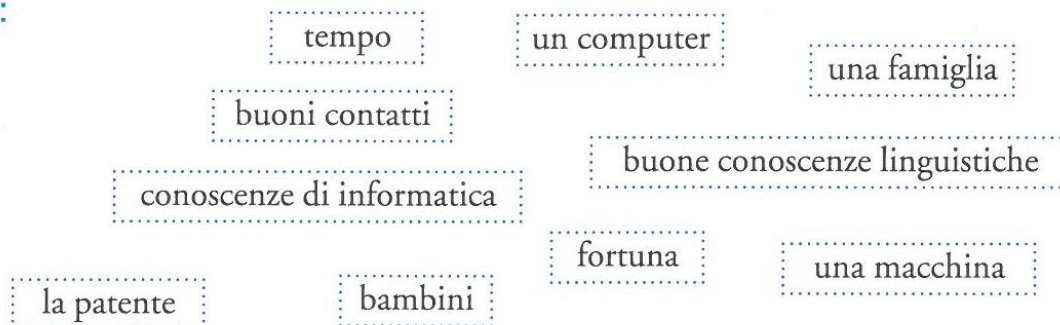 :
tempo
un computer
una famiglia
buoni contatti
buone conoscenze linguistiche
conoscenze di informatica
fortuna
una macchina
la patente
bambini